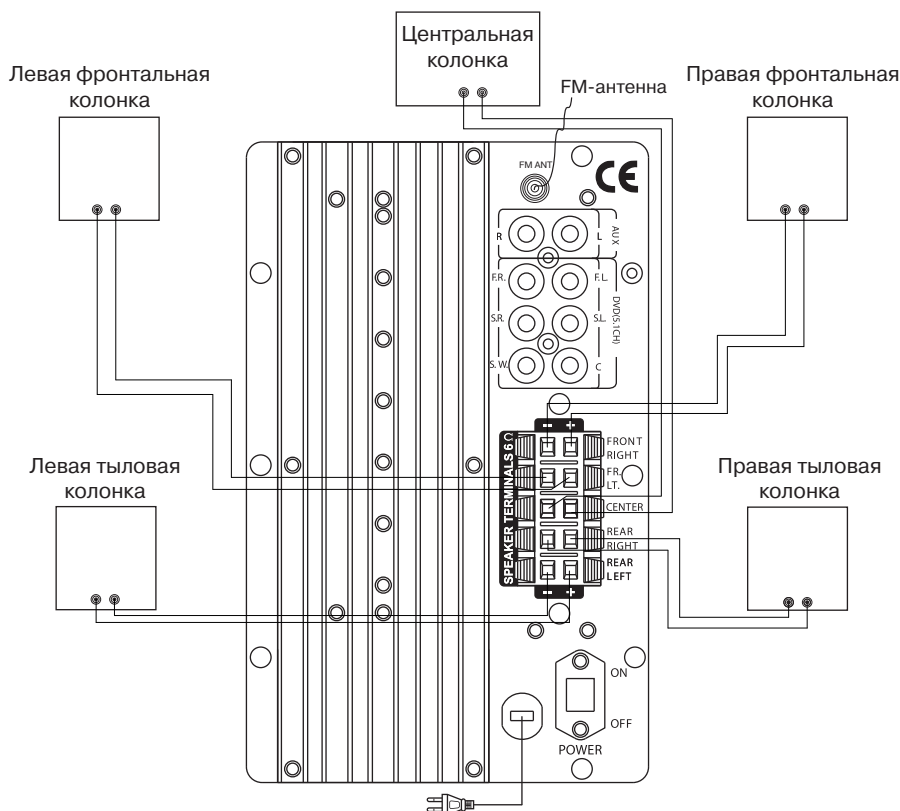 Центральная
колонка
Левая фронтальная
колонка
Правая фронтальная
колонка
FM-антенна
FM ANT.
CE
R
L
AUX
F.R.
F.L.
S.R.
S.L.
DVD(5.1CH)
S.W.
C
- +
SPEAKER TERMINALS 6Ω
FRONT
RIGHT
FR.
LT.
CENTER
REAR
RIGHT
REAR
LEFT
- +
Левая тыловая
колонка
Правая тыловая
колонка
ON
OFF
POWER